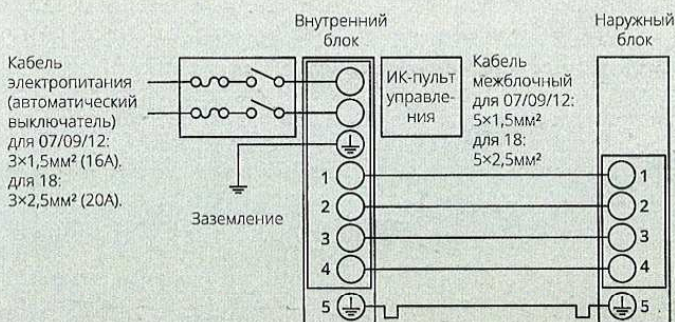 Внутренний
блок
Наружный
блок
Кабель
электропитания
(автоматический
выключатель)
для 07/09/12:
3×1,5мм² (16А).
для 18:
3×2,5мм² (20А).
Заземление
ИК-пульт
управле-
ния
Кабель
межблочный
для 07/09/12:
5×1,5мм²
для 18:
5×2,5мм²
1
2
3
4
5
1
2
3
4
5